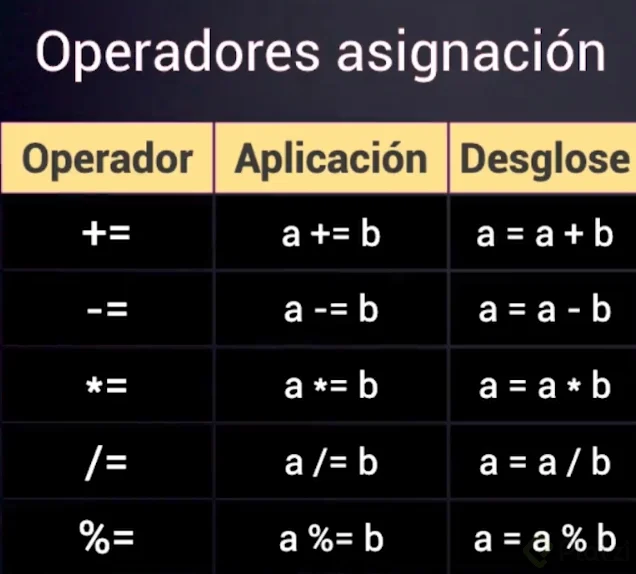 Operadores asignación
Operador Aplicación Desglose
+= a += b a = a + b
-= a -= b a = a - b
*= a *= b a = a * b
/= a /= b a = a / b
%= a %= b a = a % b